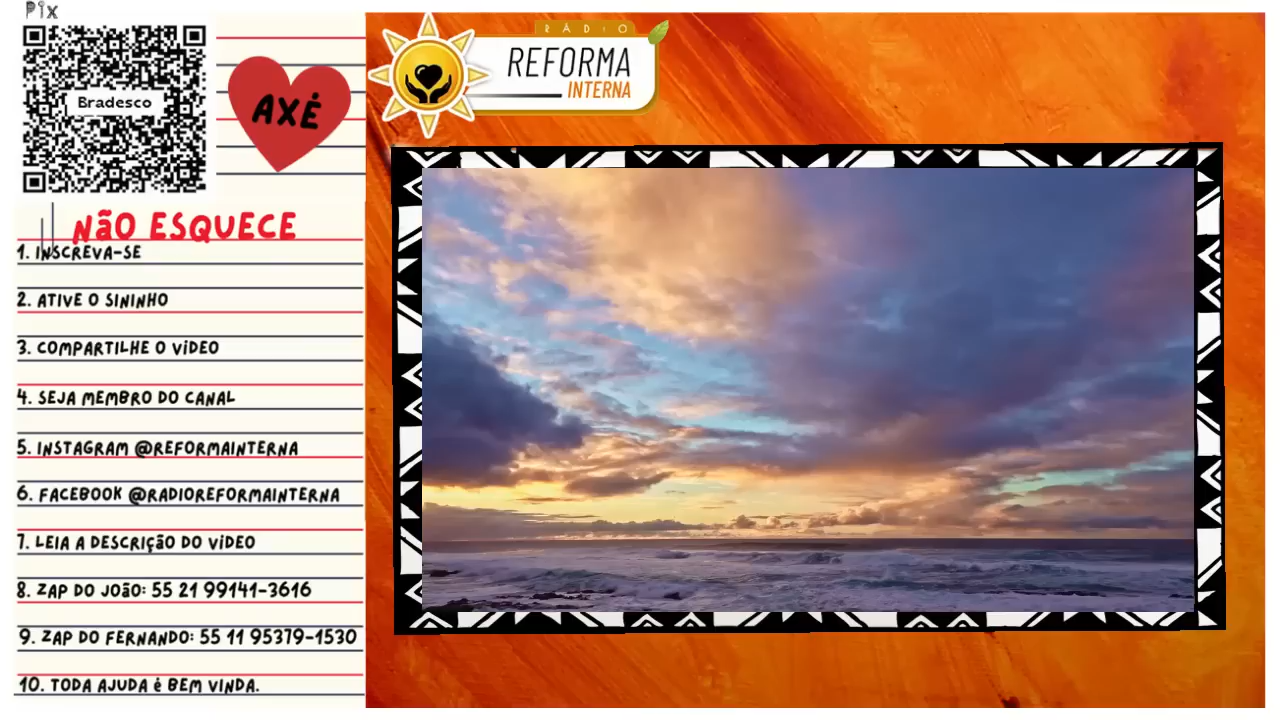 Pix
Bradesco
AXÉ
NãO ESQUECE
1. INSCREVA-SE
2. ATIVE O SININHO
3. COMPARTILHE O VíDEO
4. SEJA MEMBRO DO CANAL
5. INSTAGRAM @REFORMAINTERNA
6. FACEBOOK @RADIOREFORMAINTERNA
7. LEIA A DESCRIÇãO DO VíDEO
8. ZAP DO JOãO: 55 21 99141-3616
9. ZAP DO FERNANDO: 55 11 95379-1530
10. TODA AJUDA é BEM VINDA.
RÁDIO
REFORMA
INTERNA